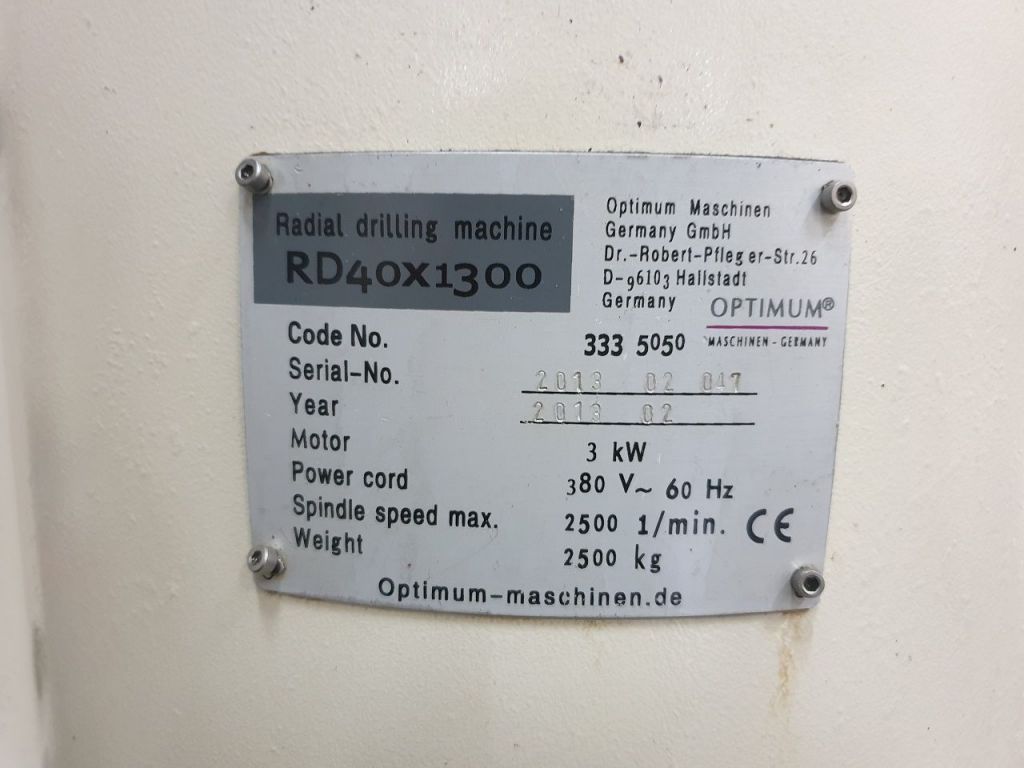 Radial drilling machine
RD40x1300
Optimum Maschinen
Germany GmbH
Dr.-Robert-Pfleger-Str.26
D-96103 Hallstadt
Germany
OPTIMUM®
MASCHINEN - GERMANY
Code No. 333 5050
Serial-No. 2013 02 047
Year 2013 02
Motor 3 kW
Power cord 380 V~ 60 Hz
Spindle speed max. 2500 1/min. CE
Weight 2500 kg
Optimum-maschinen.de